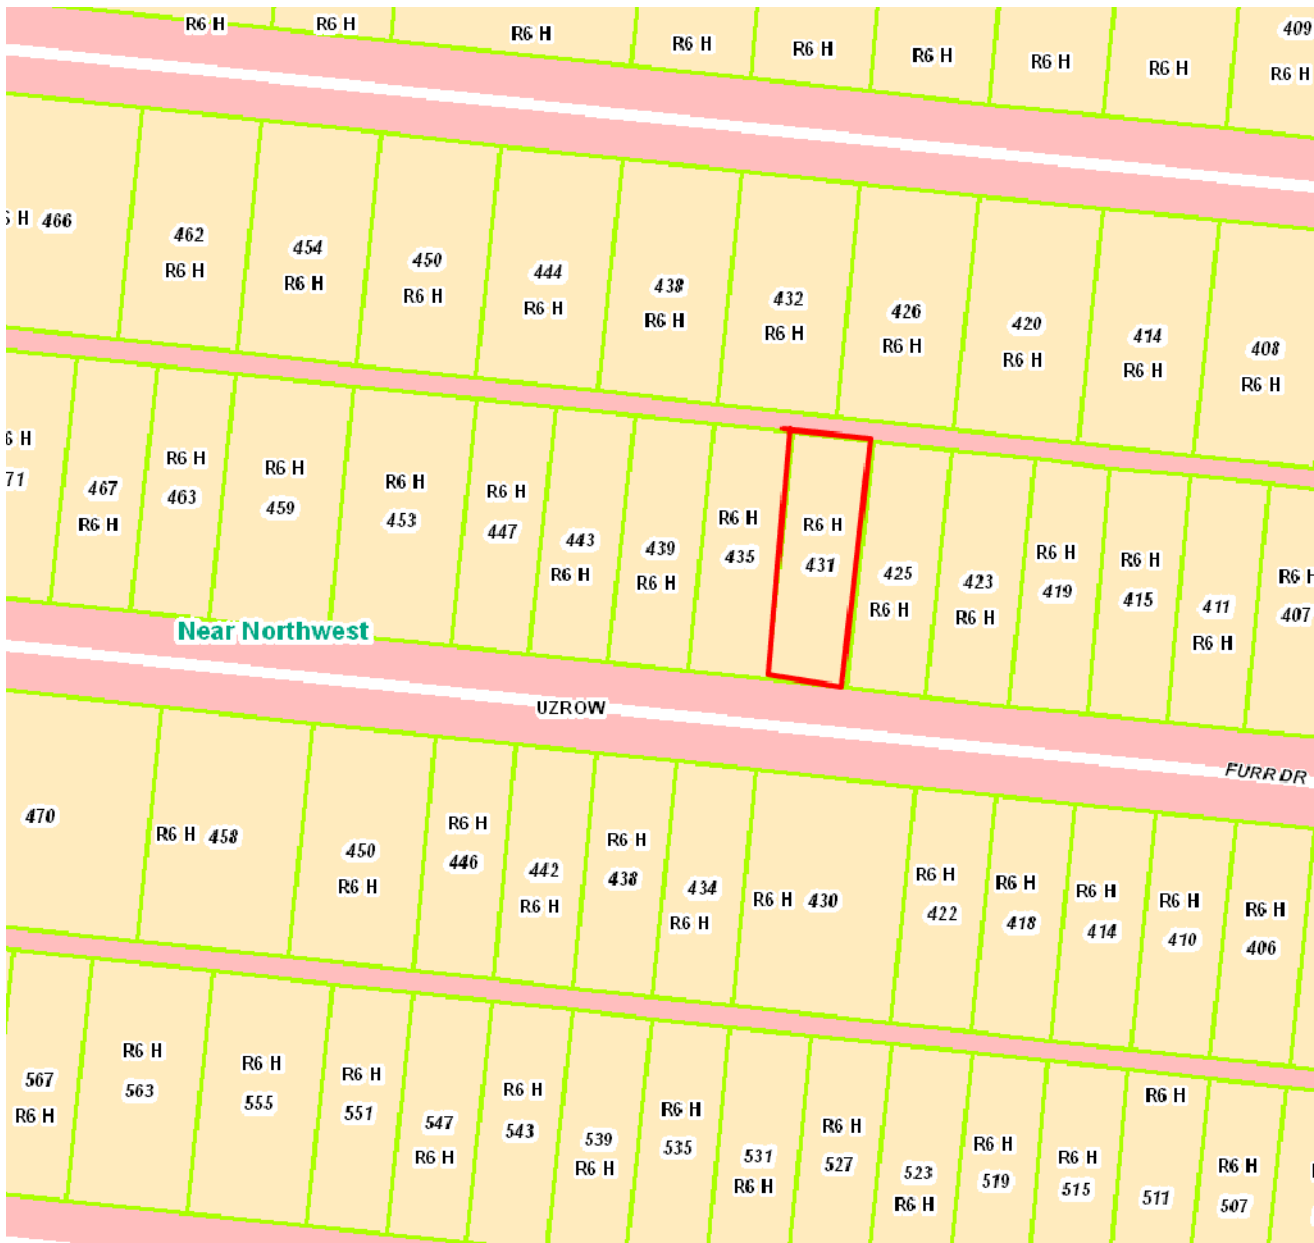 R6 H
R6 H
R6 H
R6 H
R6 H
R6 H
R6 H
R6 H
409
R6 H
466
462
R6 H
454
R6 H
450
R6 H
444
R6 H
438
R6 H
432
R6 H
426
R6 H
420
R6 H
414
R6 H
408
R6 H
6 H
71
467
R6 H
R6 H
463
R6 H
459
R6 H
453
R6 H
447
443
R6 H
439
R6 H
R6 H
435
R6 H
431
425
R6 H
423
R6 H
R6 H
419
R6 H
415
411
R6 H
R6 H
407
Near Northwest
UZROW
FURR DR
470
R6 H 458
450
R6 H
R6 H
446
442
R6 H
R6 H
438
434
R6 H
R6 H 430
R6 H
422
R6 H
418
R6 H
414
R6 H
410
R6 H
406
567
R6 H
R6 H
563
R6 H
555
R6 H
551
547
R6 H
R6 H
543
539
R6 H
R6 H
535
531
R6 H
R6 H
527
523
R6 H
R6 H
519
R6 H
515
R6 H
511
R6 H
507